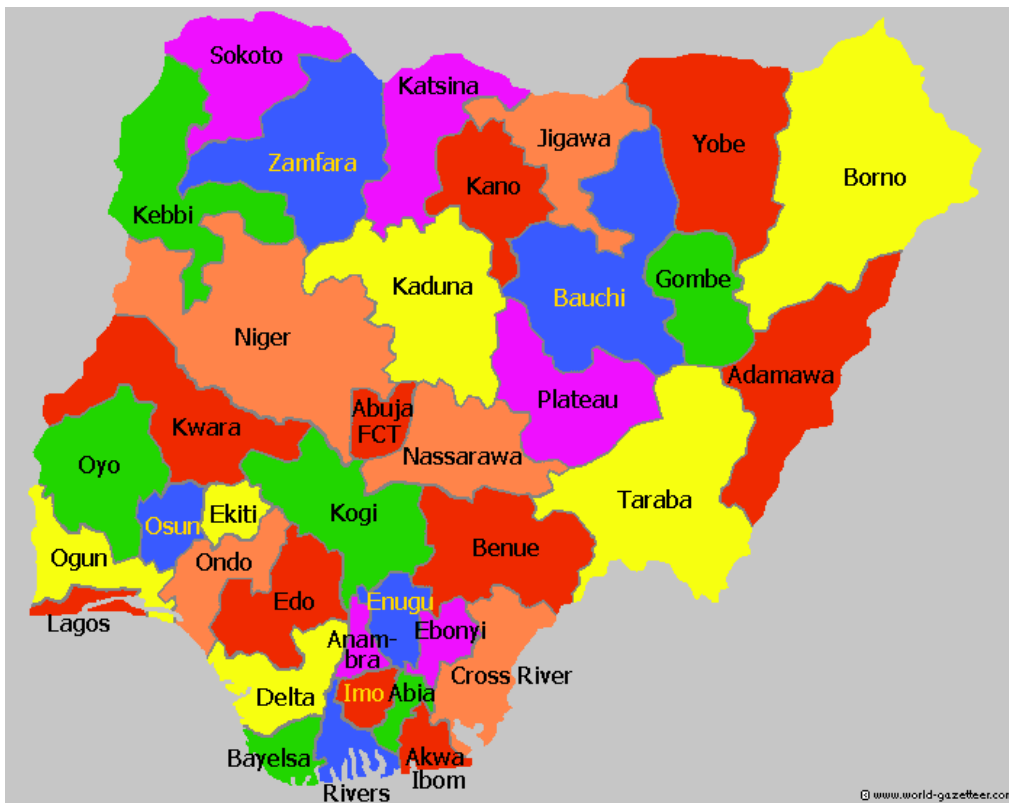 Sokoto
Katsina
Zamfara
Jigawa
Yobe
Borno
Kano
Kebbi
Kaduna
Gombe
Bauchi
Niger
Adamawa
Plateau
Abuja
FCT
Kwara
Nassarawa
Oyo
Taraba
Kogi
Osun
Ekiti
Benue
Ogun
Ondo
Edo
Enugu
Lagos
Ebonyi
Anam-
bra
Cross River
Delta
Imo
Abia
Bayelsa
Akwa
Ibom
Rivers
© www.world-gazetteer.com